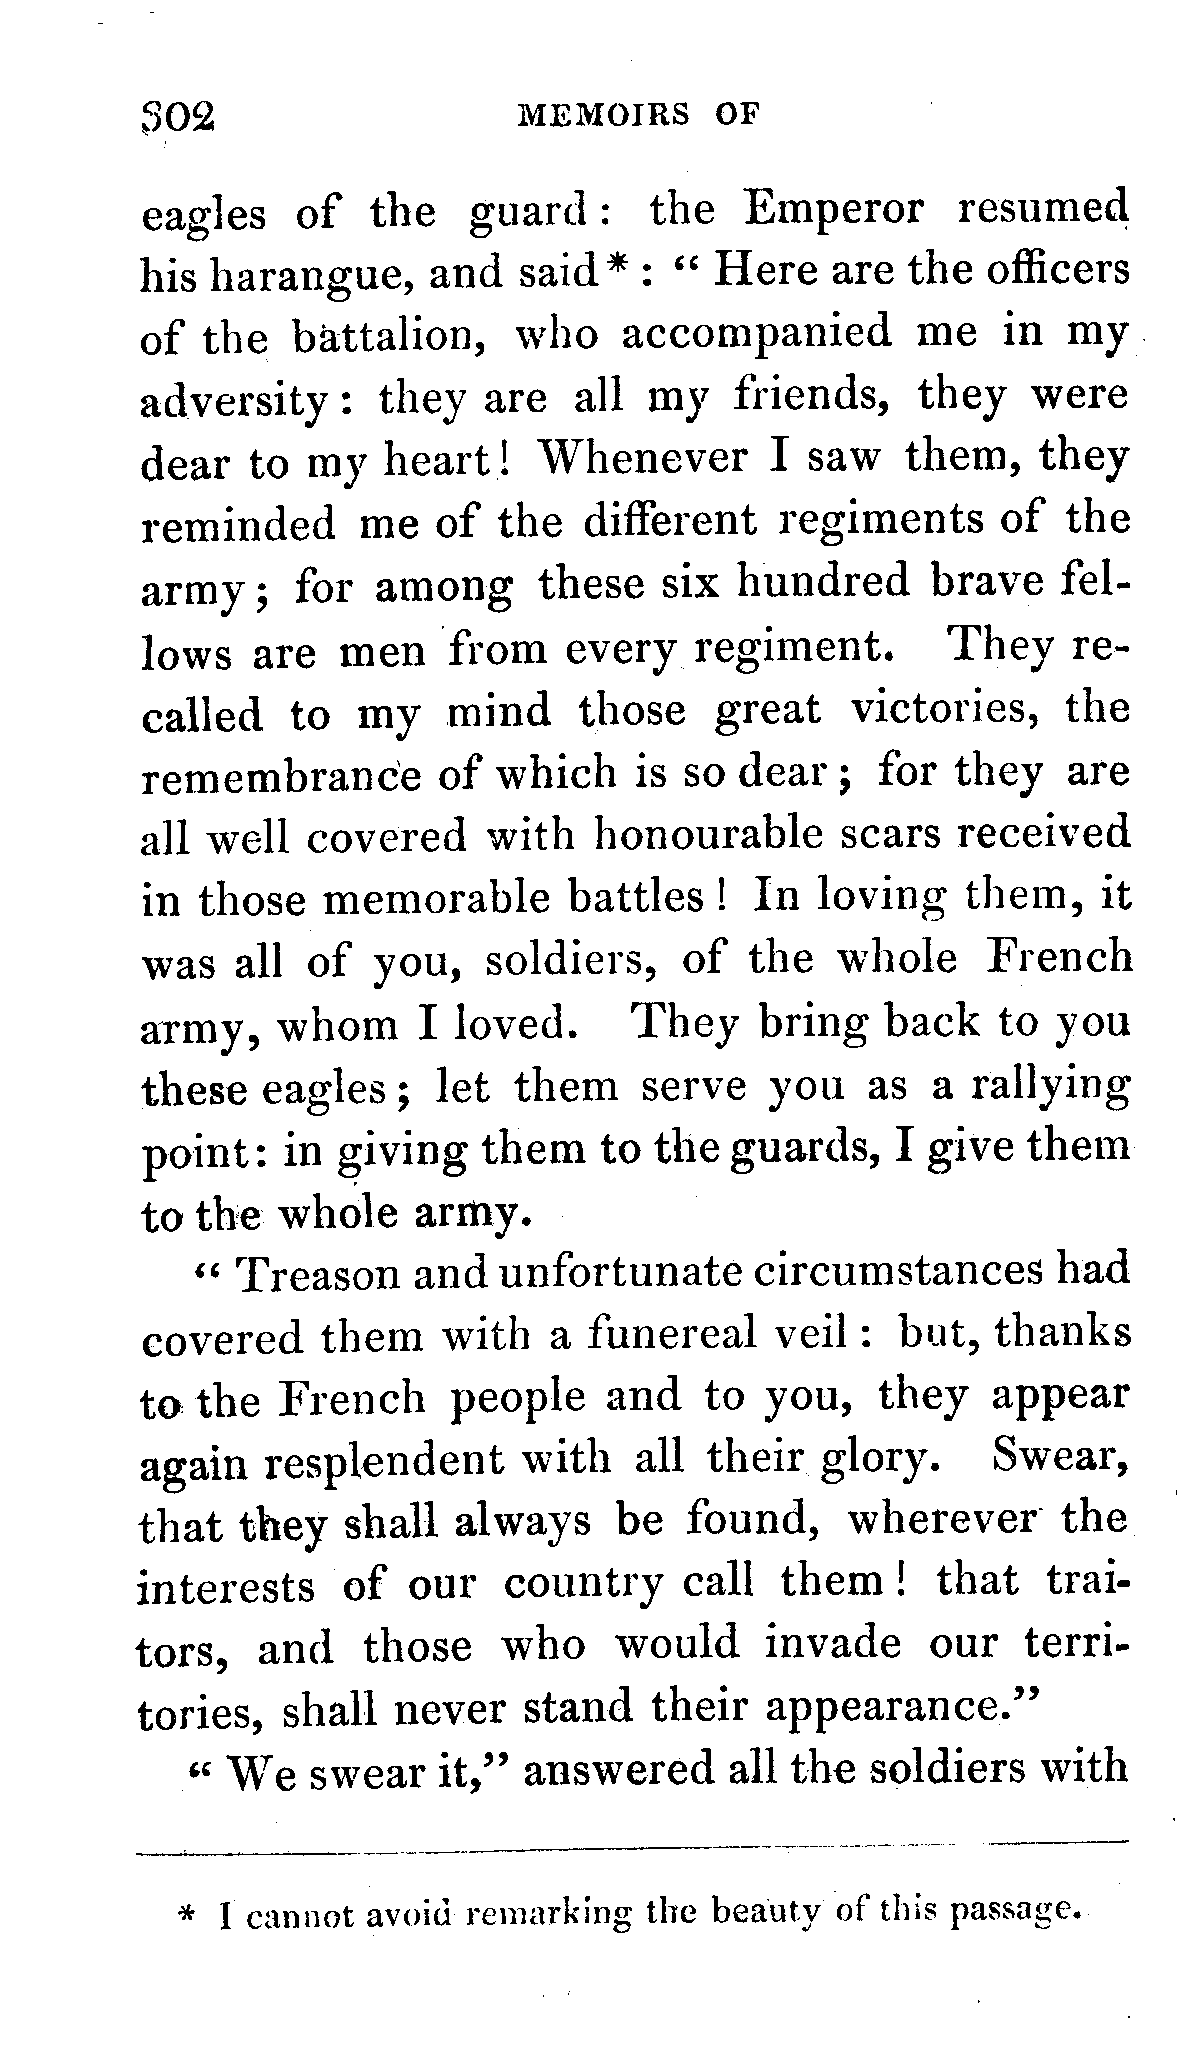 302 MEMOIRS OF
eagles of the guard: the Emperor resumed
his harangue, and said*: “ Here are the officers
of the battalion, who accompanied me in my
adversity: they are all my friends, they were
dear to my heart! Whenever I saw them, they
reminded me of the different regiments of the
army; for among these six hundred brave fel-
lows are men from every regiment. They re-
called to my mind those great victories, the
remembrance of which is so dear; for they are
all well covered with honourable scars received
in those memorable battles! In loving them, it
was all of you, soldiers, of the whole French
army, whom I loved. They bring back to you
these eagles; let them serve you as a rallying
point: in giving them to the guards, I give them
to the whole army.
“ Treason and unfortunate circumstances had
covered them with a funereal veil: but, thanks
to the French people and to you, they appear
again resplendent with all their glory. Swear,
that they shall always be found, wherever the
interests of our country call them! that trai-
tors, and those who would invade our terri-
tories, shall never stand their appearance.”
“ We swear it,” answered all the soldiers with
* I cannot avoid remarking the beauty of this passage.